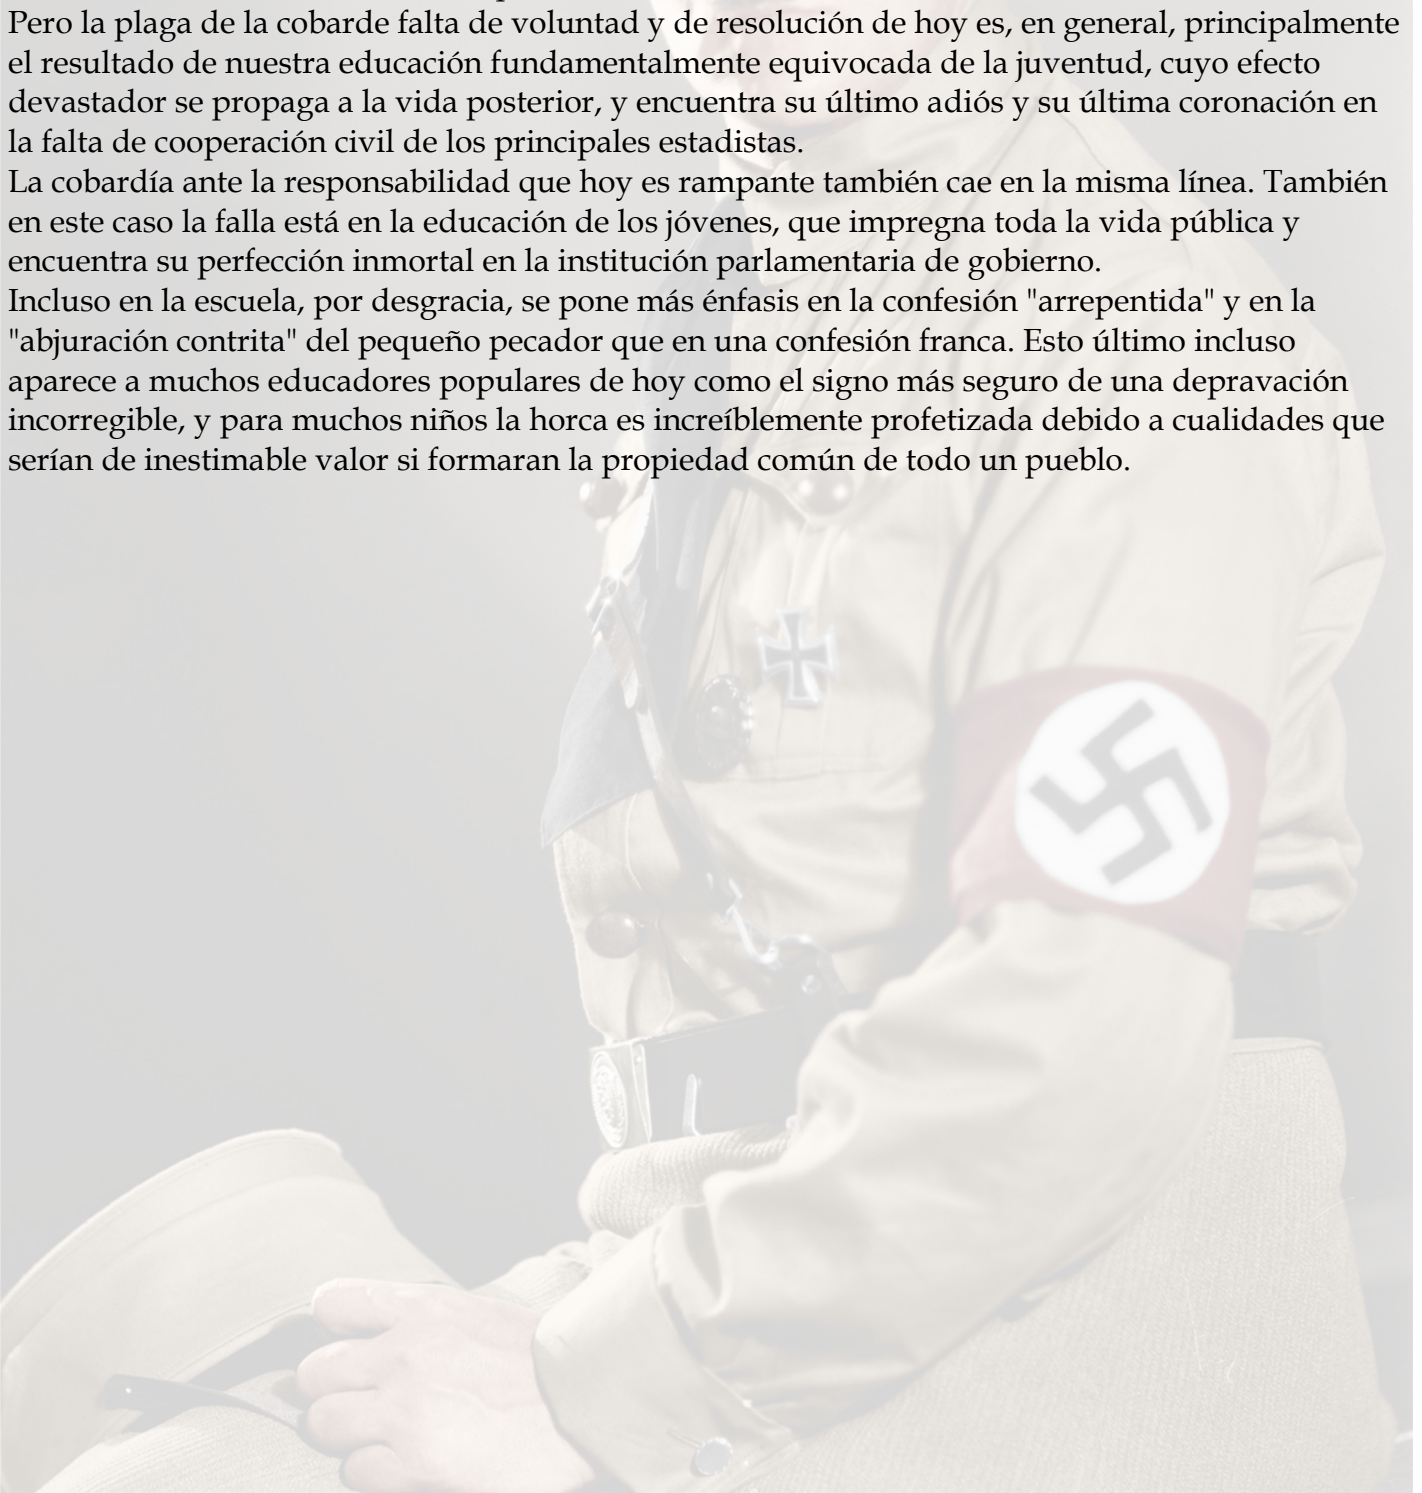 Pero la plaga de la cobarde falta de voluntad y de resolución de hoy es, en general, principalmente
el resultado de nuestra educación fundamentalmente equivocada de la juventud, cuyo efecto
devastador se propaga a la vida posterior, y encuentra su último adiós y su última coronación en
la falta de cooperación civil de los principales estadistas.
La cobardía ante la responsabilidad que hoy es rampante también cae en la misma línea. También
en este caso la falla está en la educación de los jóvenes, que impregna toda la vida pública y
encuentra su perfección inmortal en la institución parlamentaria de gobierno.
Incluso en la escuela, por desgracia, se pone más énfasis en la confesión "arrepentida" y en la
"abjuración contrita" del pequeño pecador que en una confesión franca. Esto último incluso
aparece a muchos educadores populares de hoy como el signo más seguro de una depravación
incorregible, y para muchos niños la horca es increíblemente profetizada debido a cualidades que
serían de inestimable valor si formaran la propiedad común de todo un pueblo.